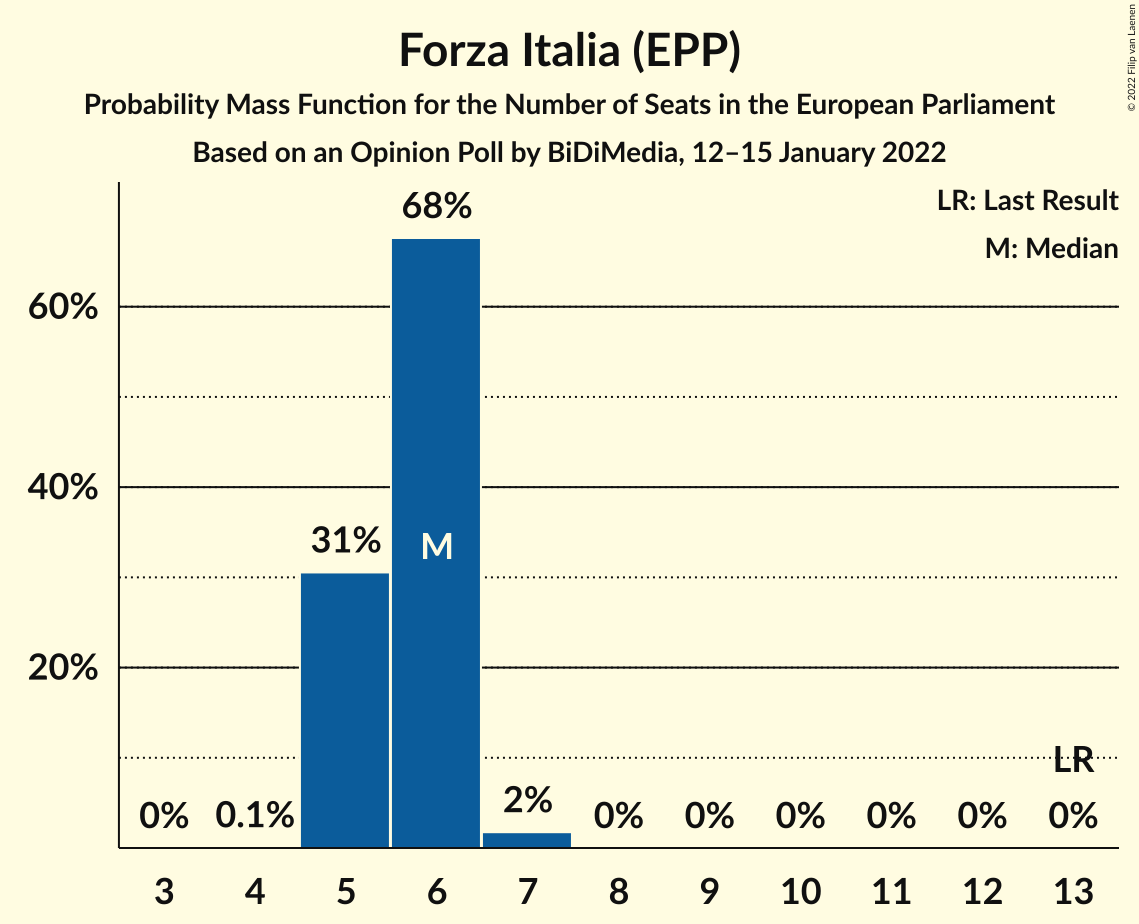 Forza Italia (EPP)
Probability Mass Function for the Number of Seats in the European Parliament
Based on an Opinion Poll by BiDiMedia, 12–15 January 2022
© 2022 Filip van Laenen
LR: Last Result
M: Median
60%
40%
20%
0%
0.1%
31%
68%
M
2%
0%
0%
0%
0%
0%
LR
0%
3 4 5 6 7 8 9 10 11 12 13